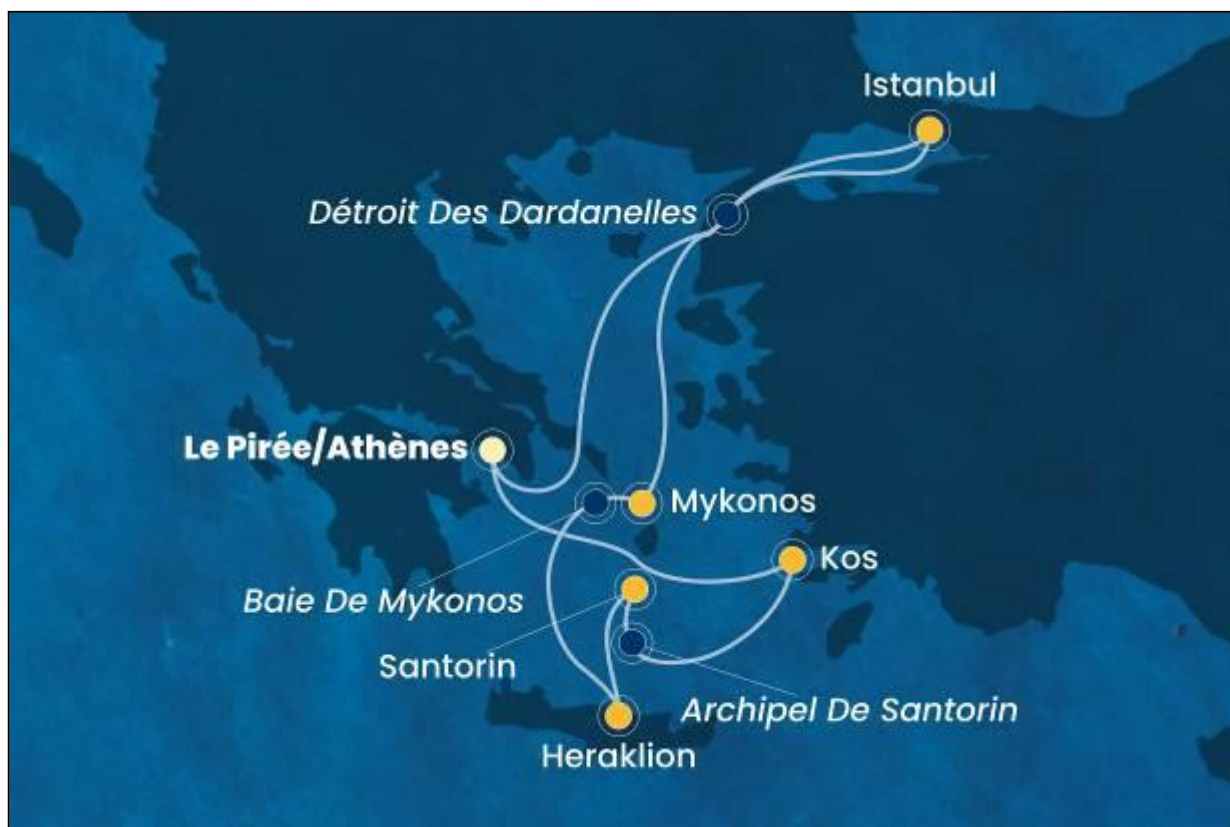 Istanbul
Détroit Des Dardanelles
Le Pirée/Athènes
Mykonos
Kos
Baie De Mykonos
Santorin
Archipel De Santorin
Heraklion